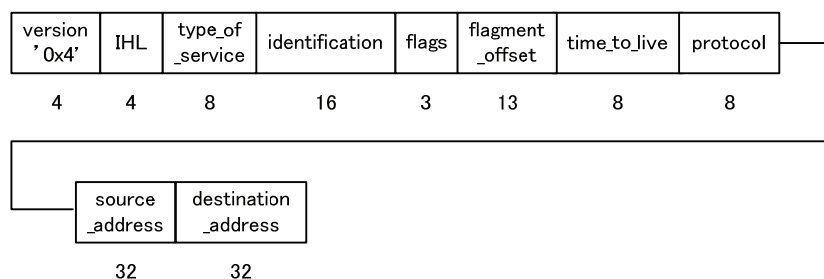 version
'0x4'
IHL
type_of
_service
identification
flags
flagment
_offset
time_to_live
protocol
4
4
8
16
3
13
8
8
source
_address
destination
_address
32
32